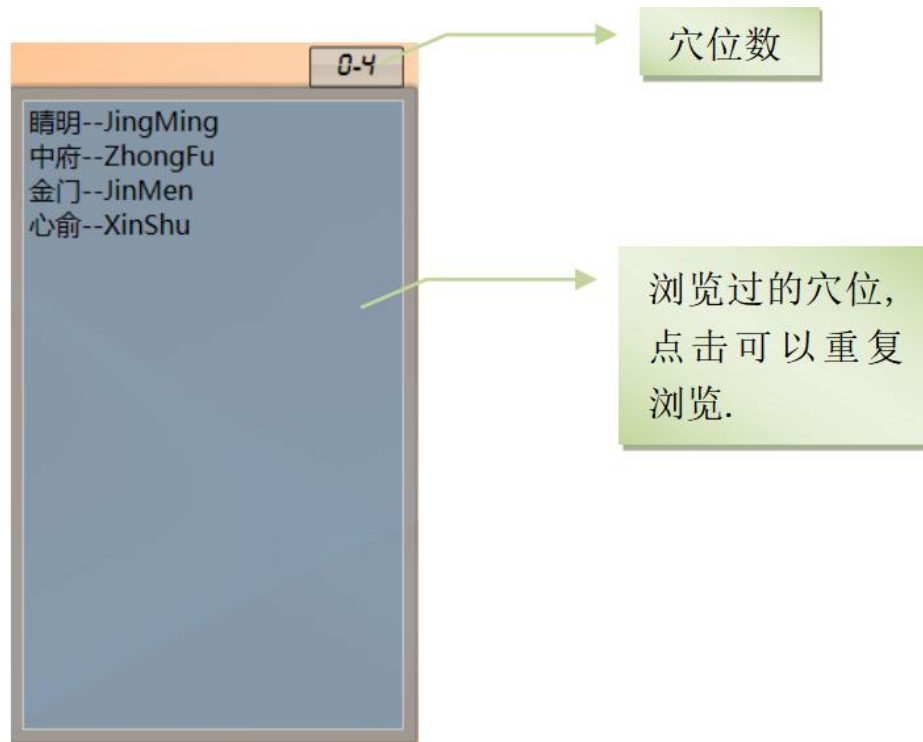 0-4
穴位数
睛明--JingMing
中府--ZhongFu
金门--JinMen
心俞--XinShu
浏览过的穴位,
点击可以重复
浏览.